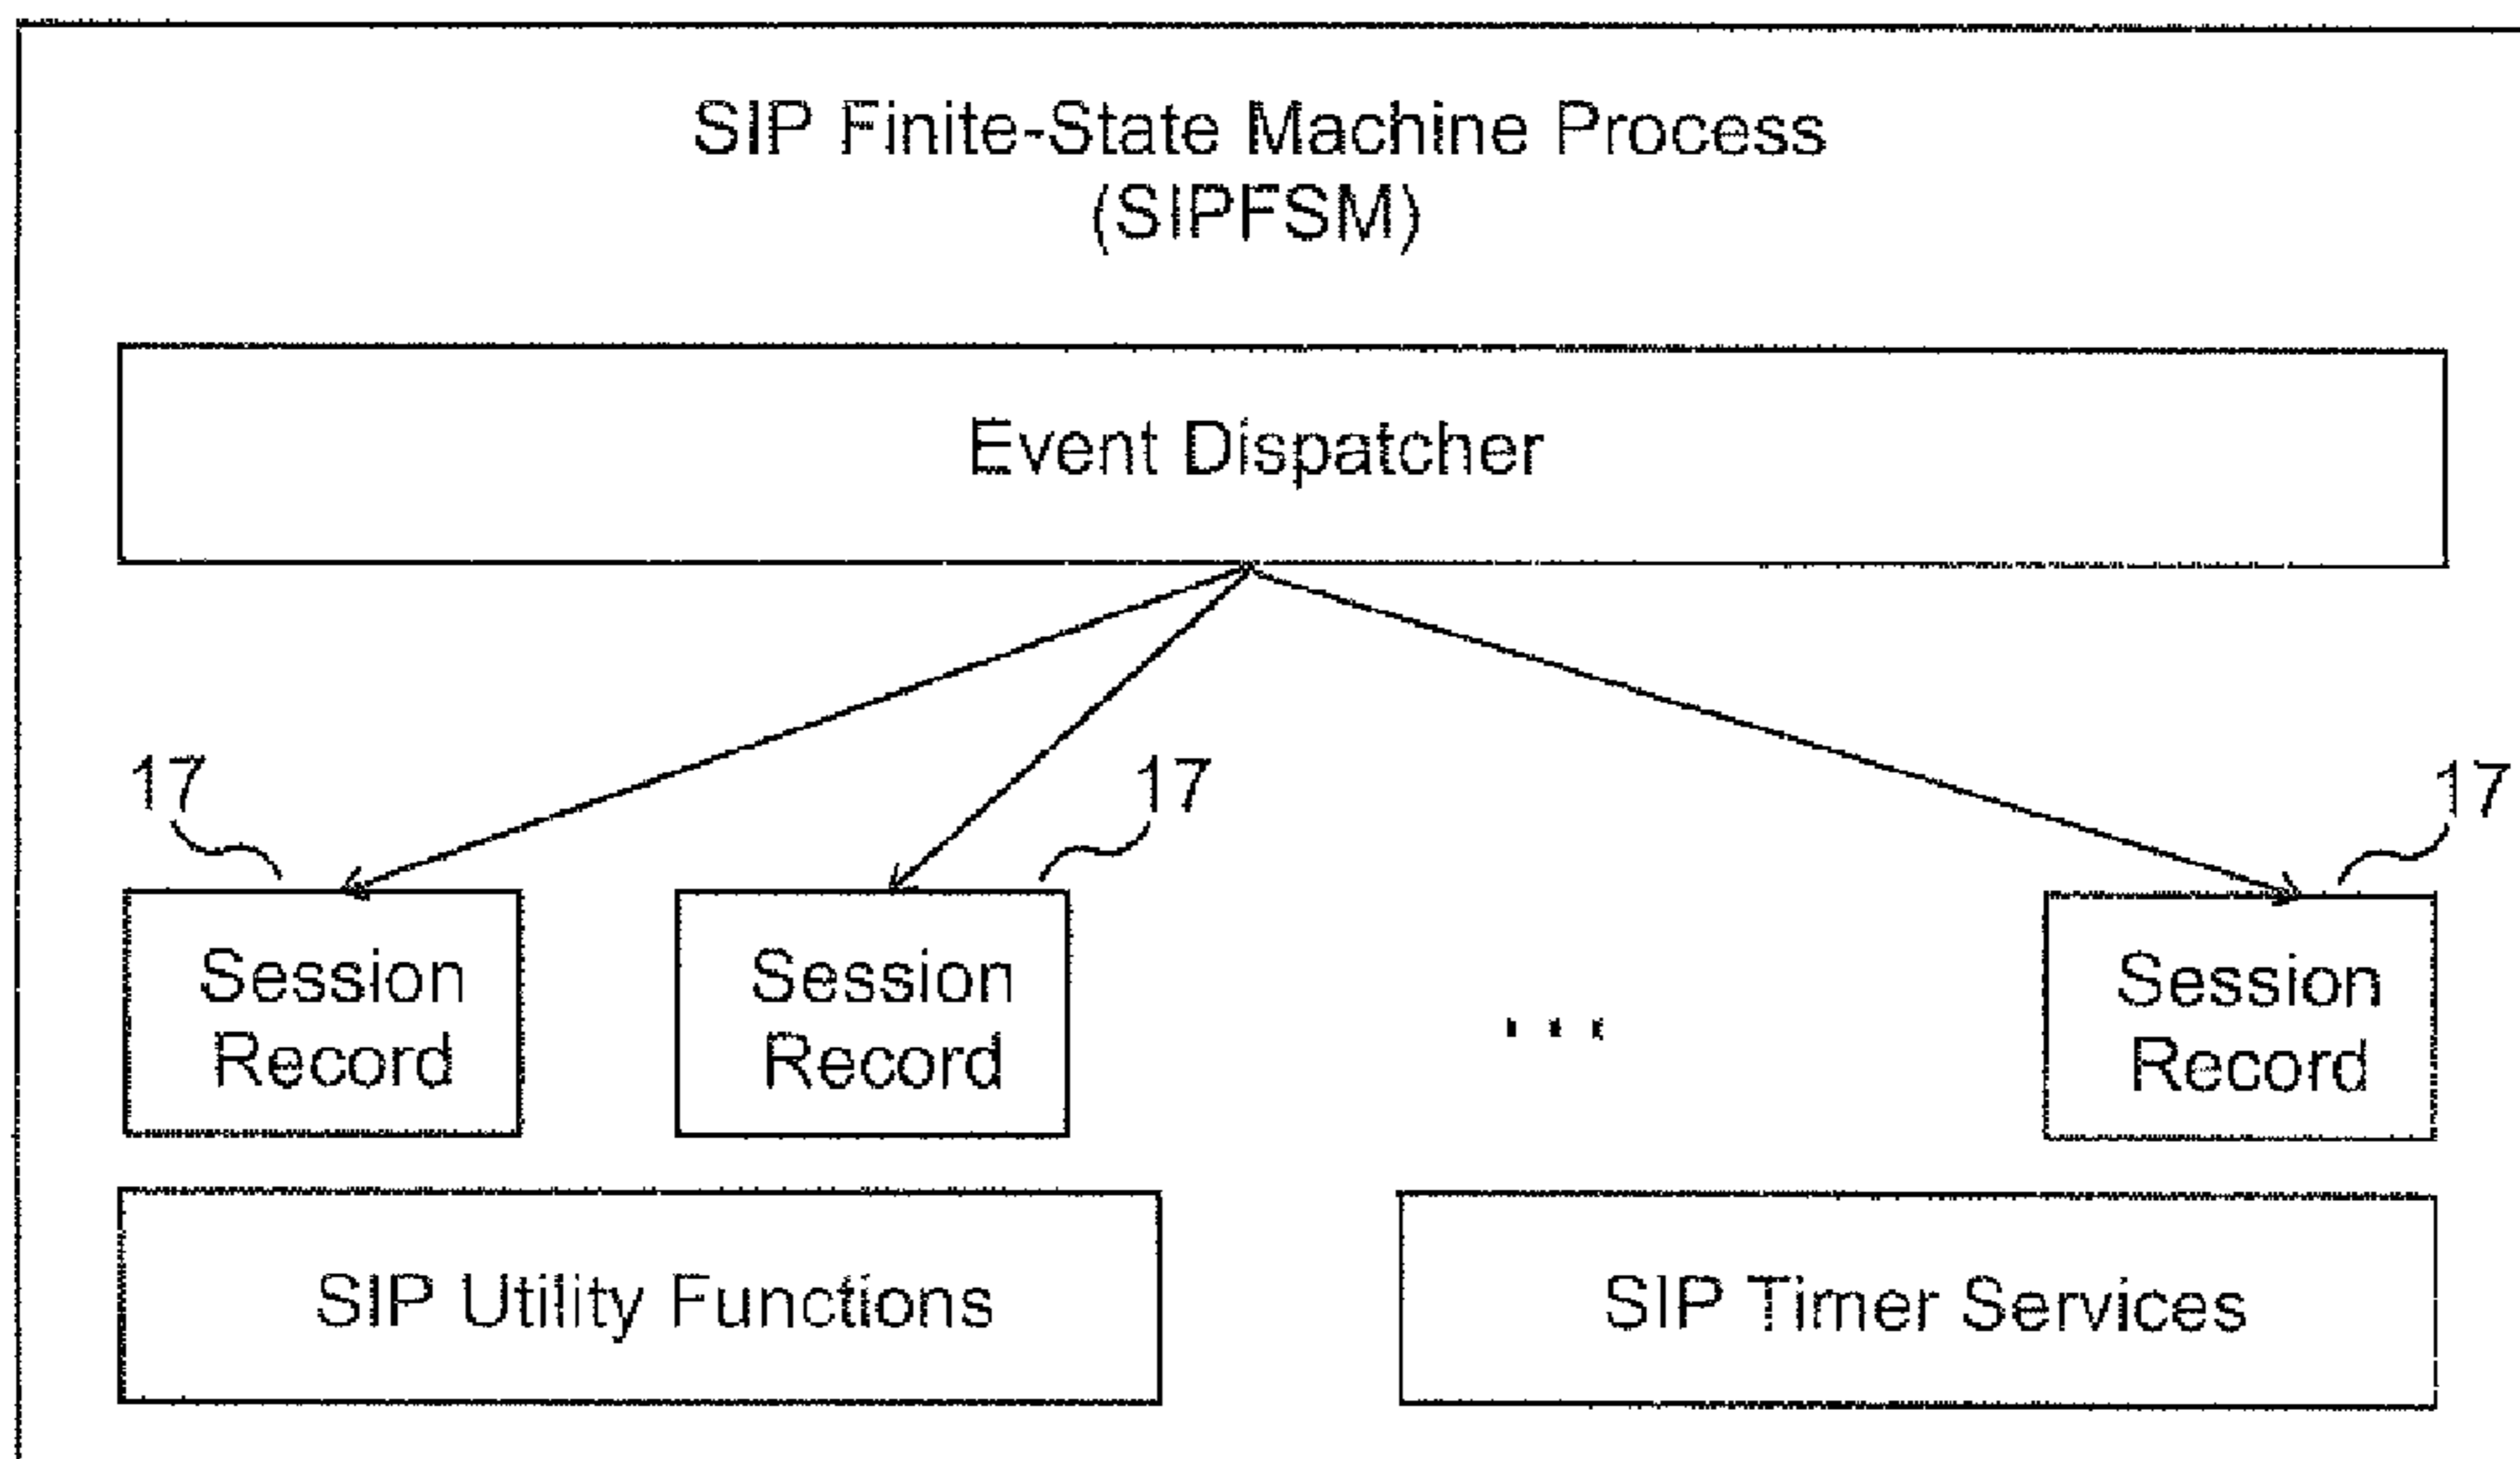 SIP Finite-State Machine Process
(SIPFSM)
Event Dispatcher
17
17
17
Session
Record
Session
Record
...
Session
Record
SIP Utility Functions
SIP Timer Services